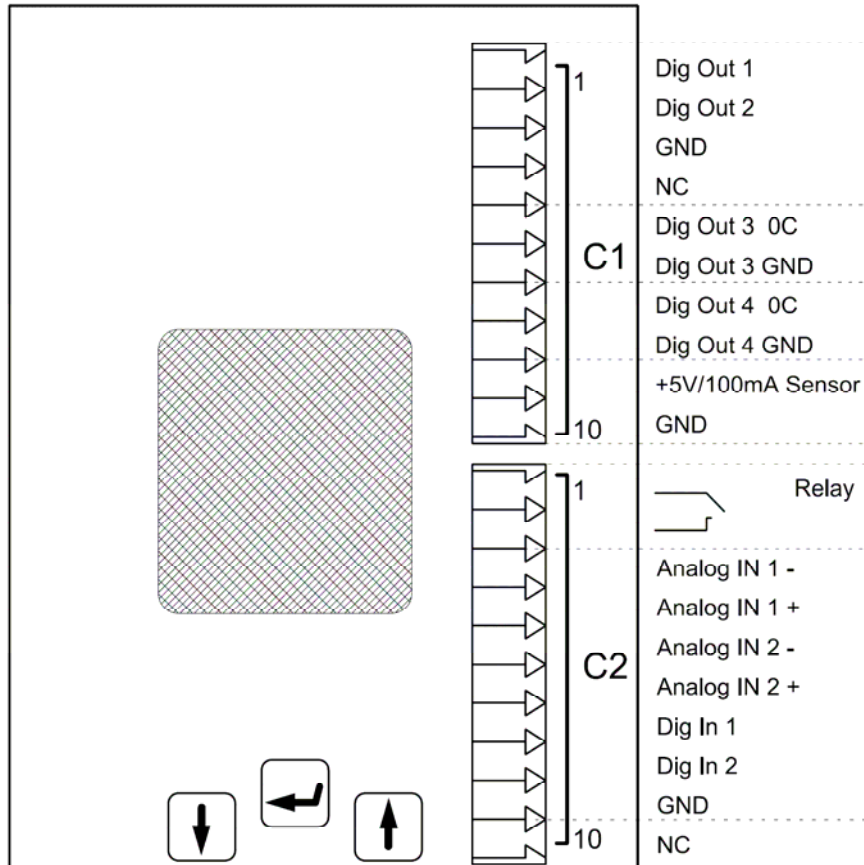 1
Dig Out 1
Dig Out 2
GND
NC
Dig Out 3 0C
C1
Dig Out 3 GND
Dig Out 4 0C
Dig Out 4 GND
+5V/100mA Sensor
10
GND
1
Relay
Analog IN 1 -
Analog IN 1 +
Analog IN 2 -
C2
Analog IN 2 +
Dig In 1
Dig In 2
GND
10
NC